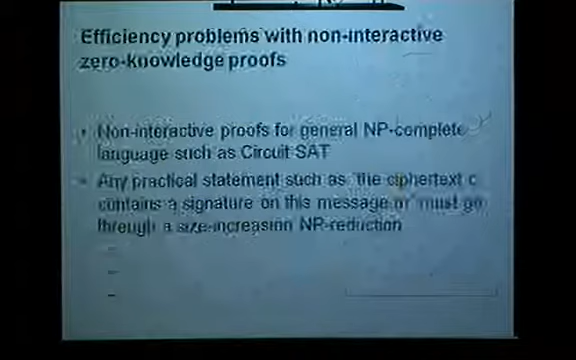 Efficiency problems with non-interactive
zero-knowledge proofs
• Non-interactive proofs for general NP-complete
language such as Circuit SAT
• Any practical statement such as "the ciphertext c
contains a signature on this message m" must go
through a size-increasion NP-reduction
–
–
–